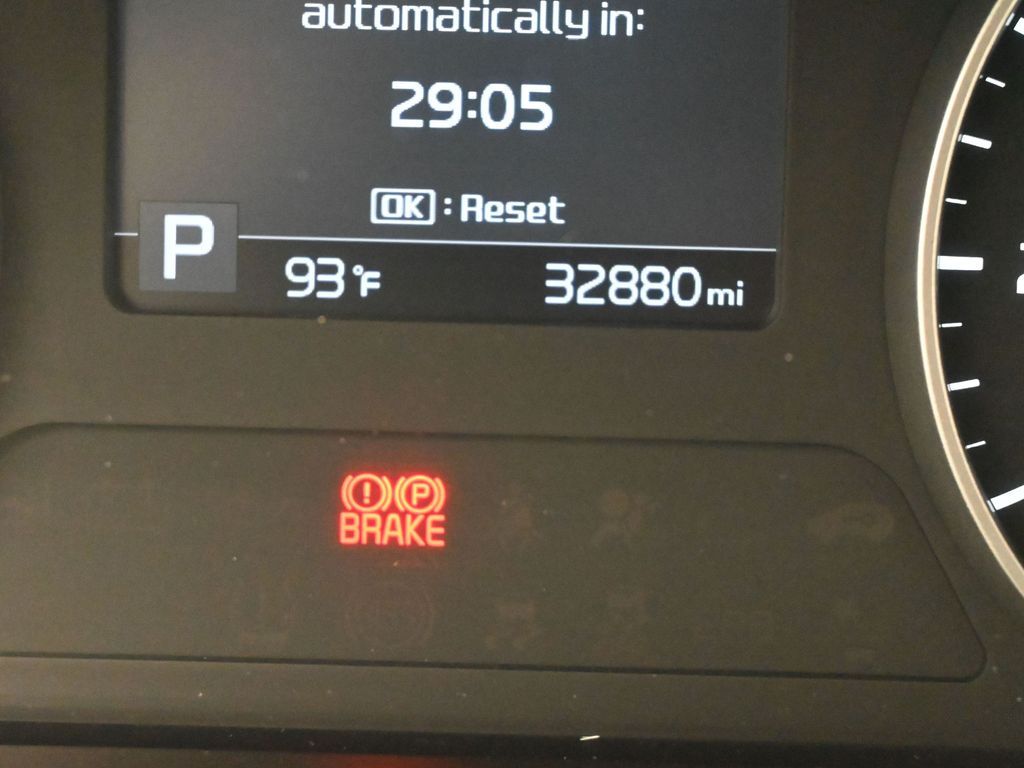 automatically in:
29:05
OK : Reset
P
93°F 32880 mi
! P
BRAKE